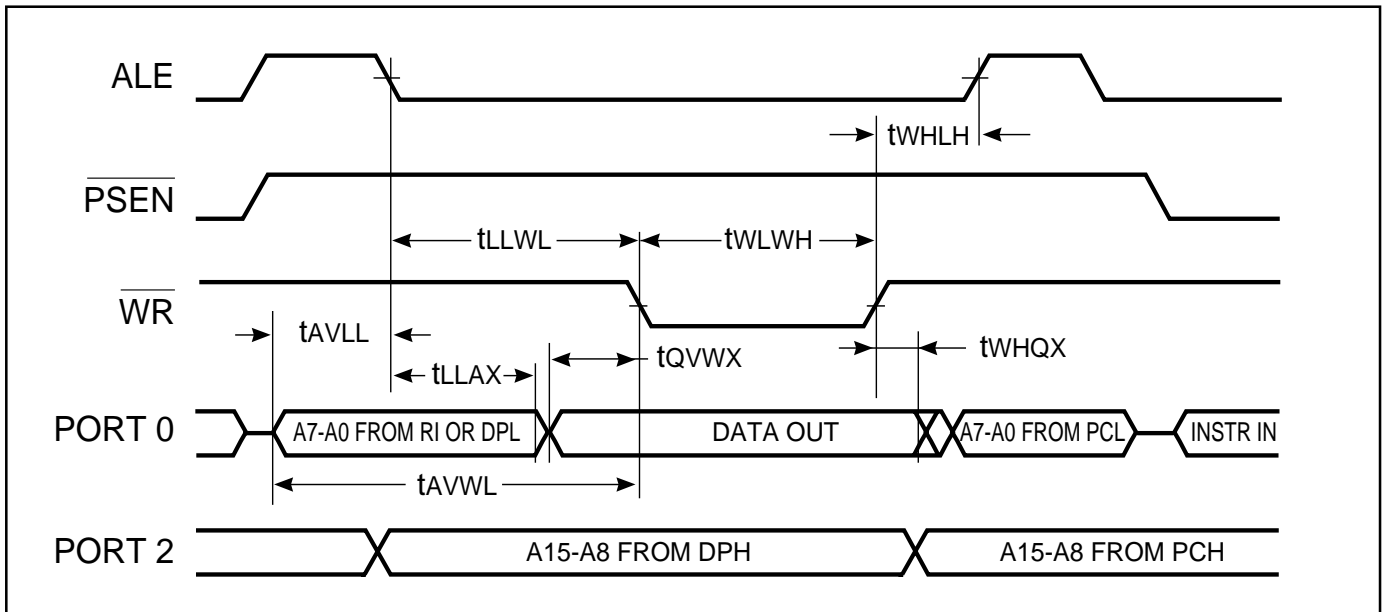 ALE
tWHLH
PSEN
tLLWL
tWLWH
WR
tAVLL
tQVWX
tWHQX
tLLAX
PORT 0
A7-A0 FROM RI OR DPL
DATA OUT
A7-A0 FROM PCL
INSTR IN
tAVWL
PORT 2
A15-A8 FROM DPH
A15-A8 FROM PCH